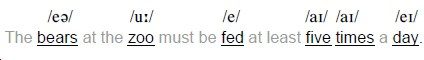 /eə/ /uː/ /e/ /aɪ/ /aɪ/ /eɪ/
The bears at the zoo must be fed at least five times a day.